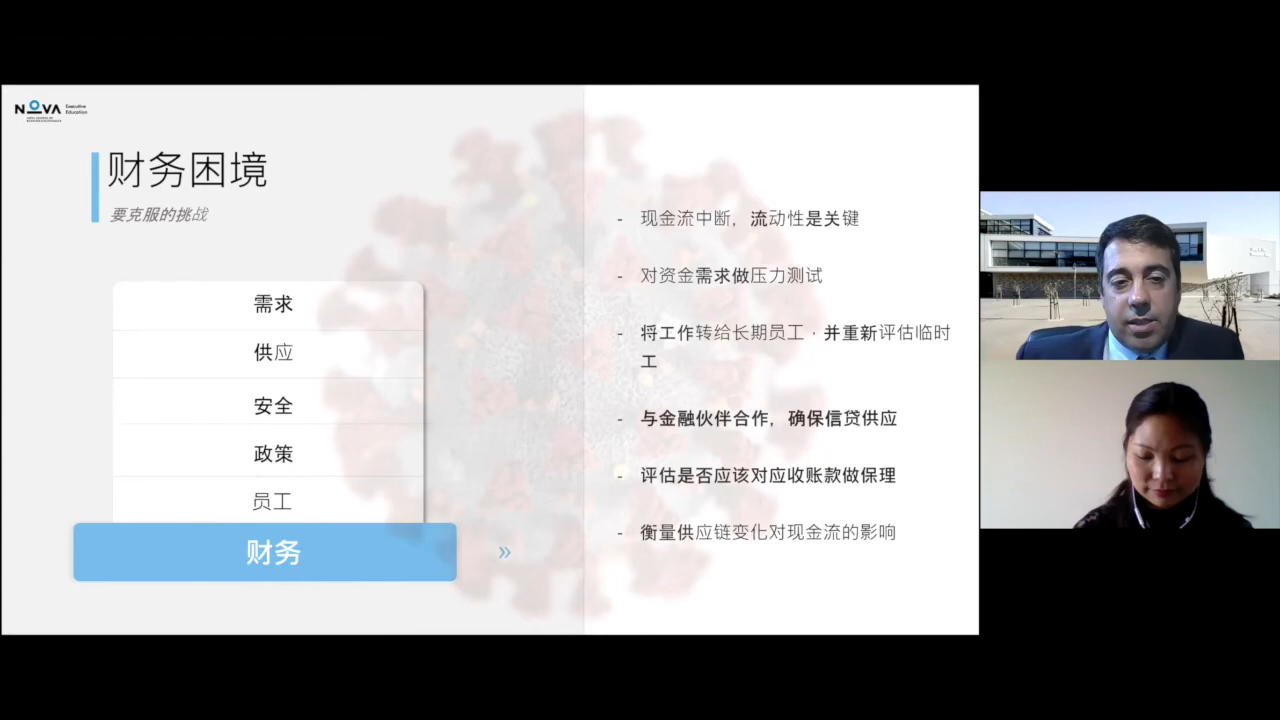 NOVA
Executive
Education
财务困境
要克服的挑战
需求
供应
安全
政策
员工
财务
»
- 现金流中断，流动性是关键
- 对资金需求做压力测试
- 将工作转给长期员工，并重新评估临时
工
- 与金融伙伴合作，确保信贷供应
- 评估是否应该对应收账款做保理
- 衡量供应链变化对现金流的影响